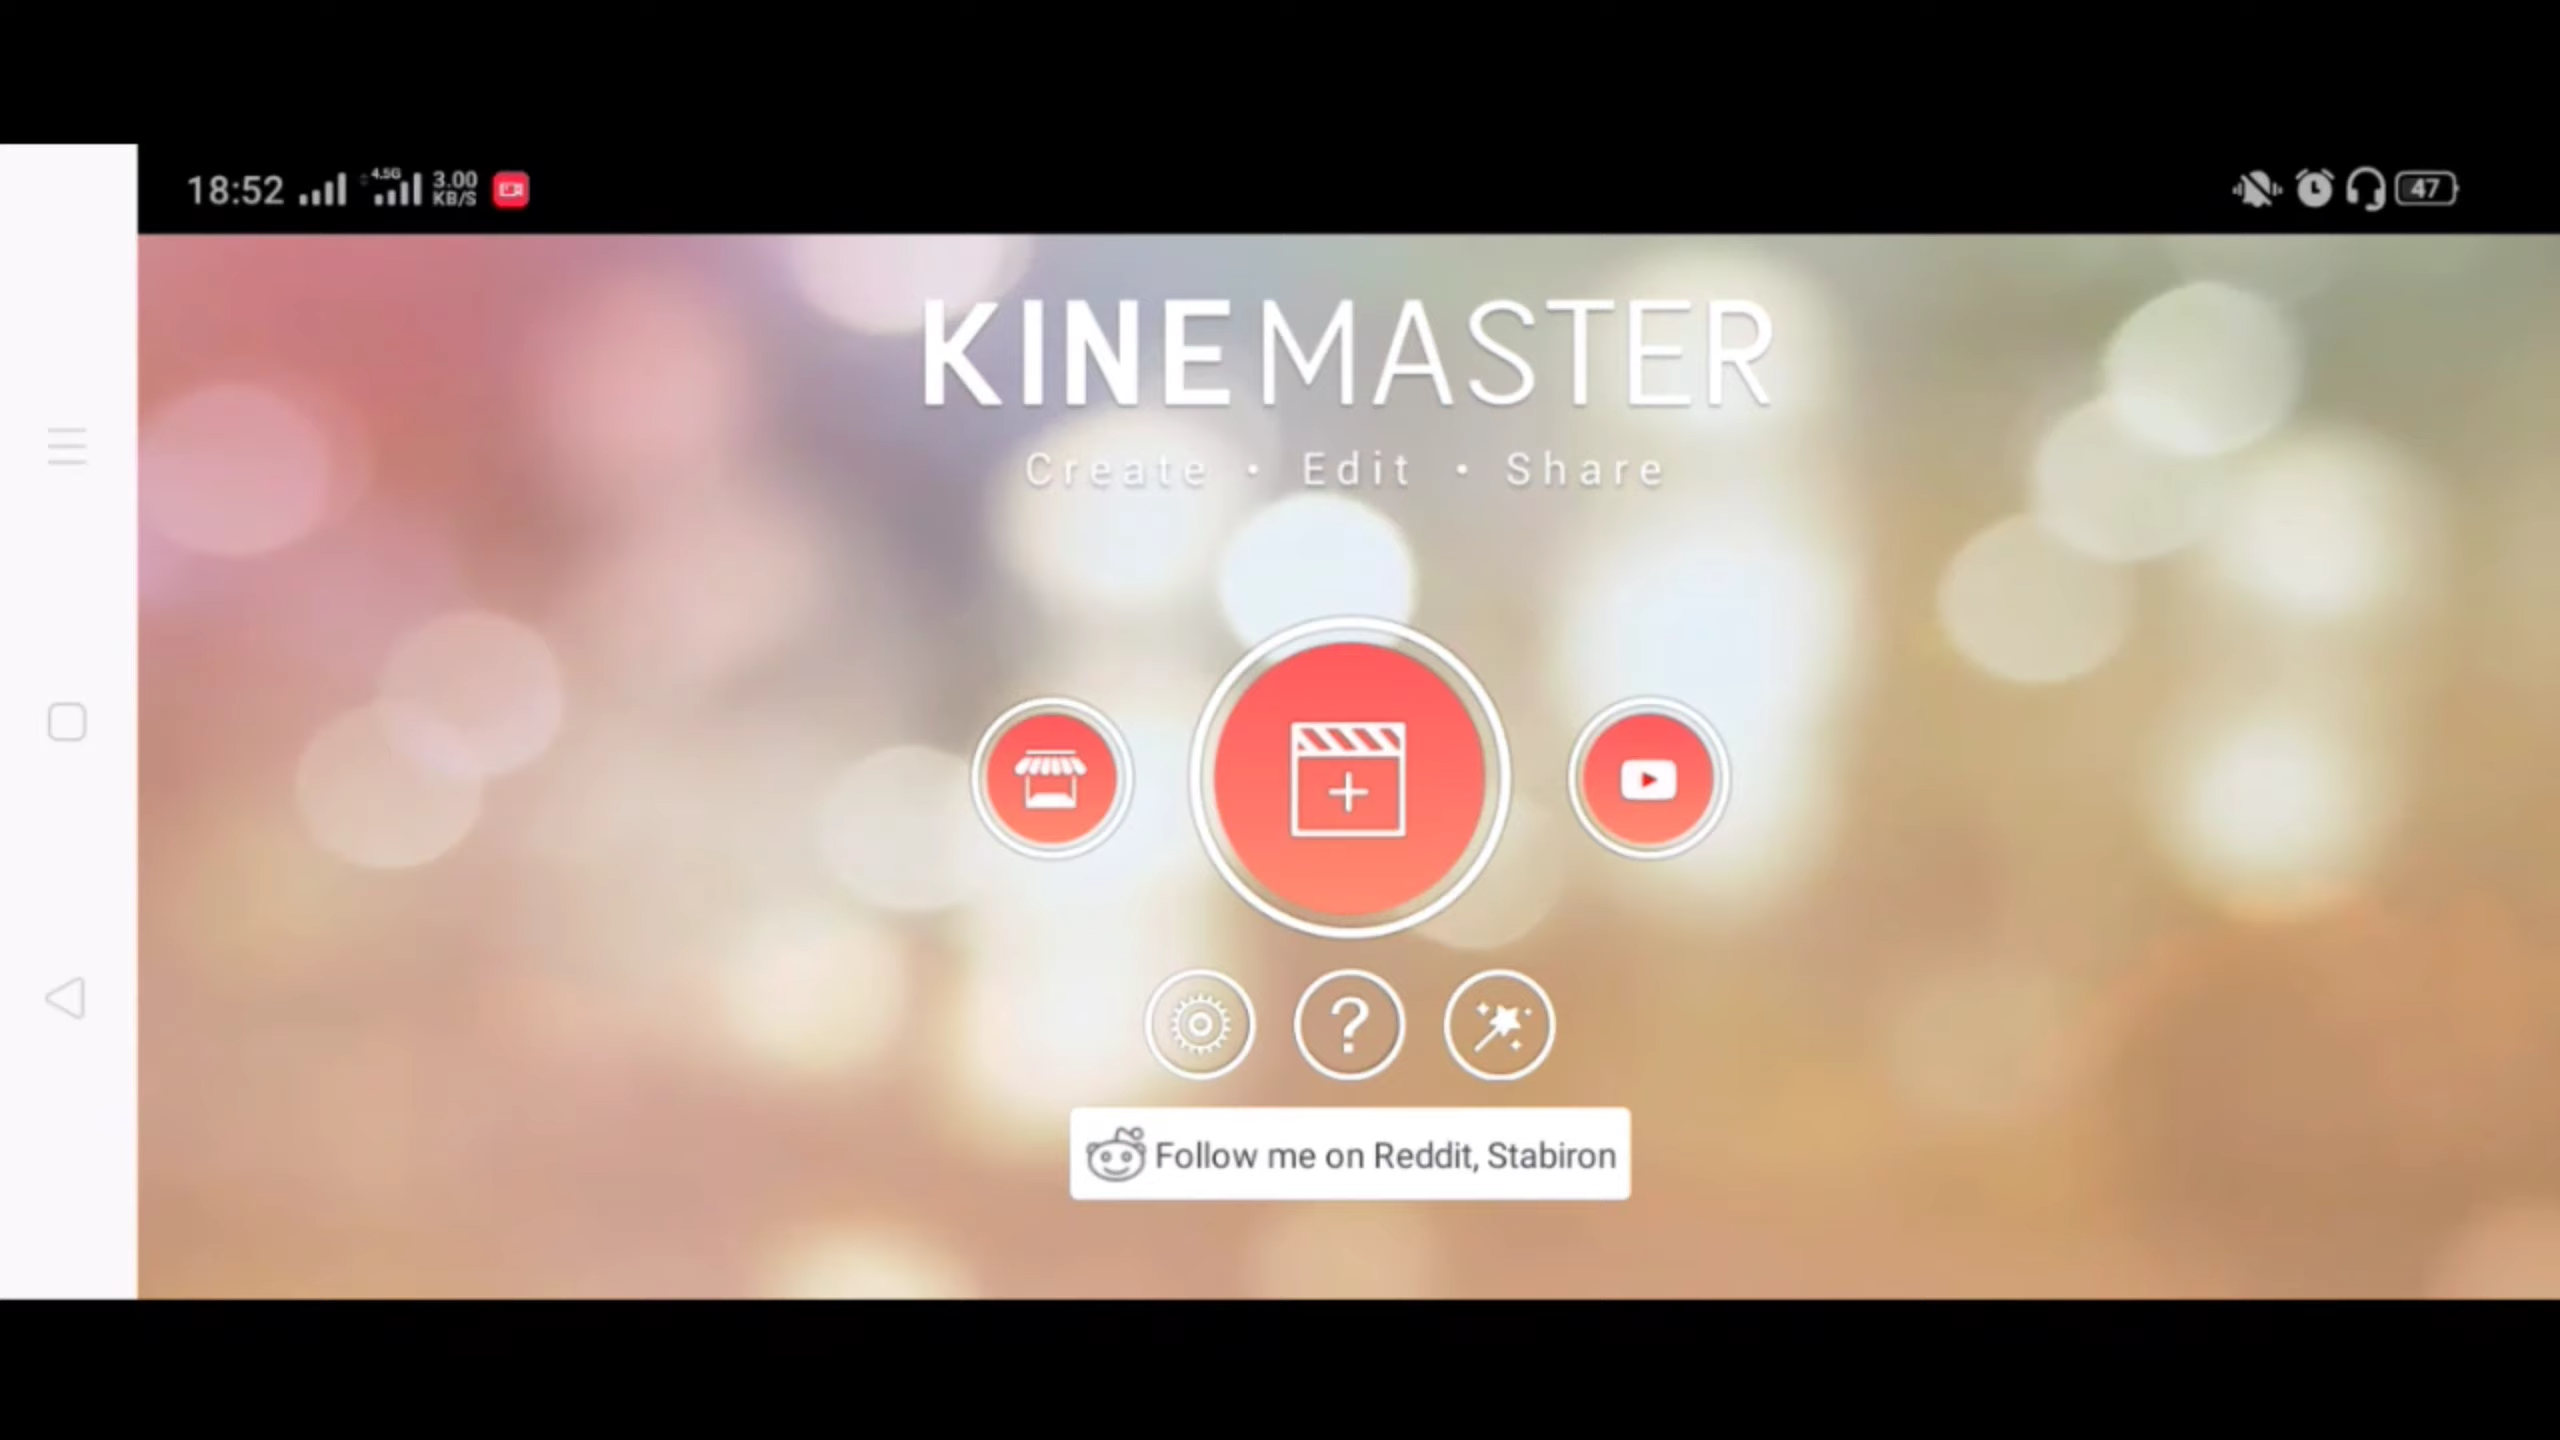 18:52 4.5G 3.00 KB/S 47
KINEMASTER
Create • Edit • Share
?
Follow me on Reddit, Stabiron